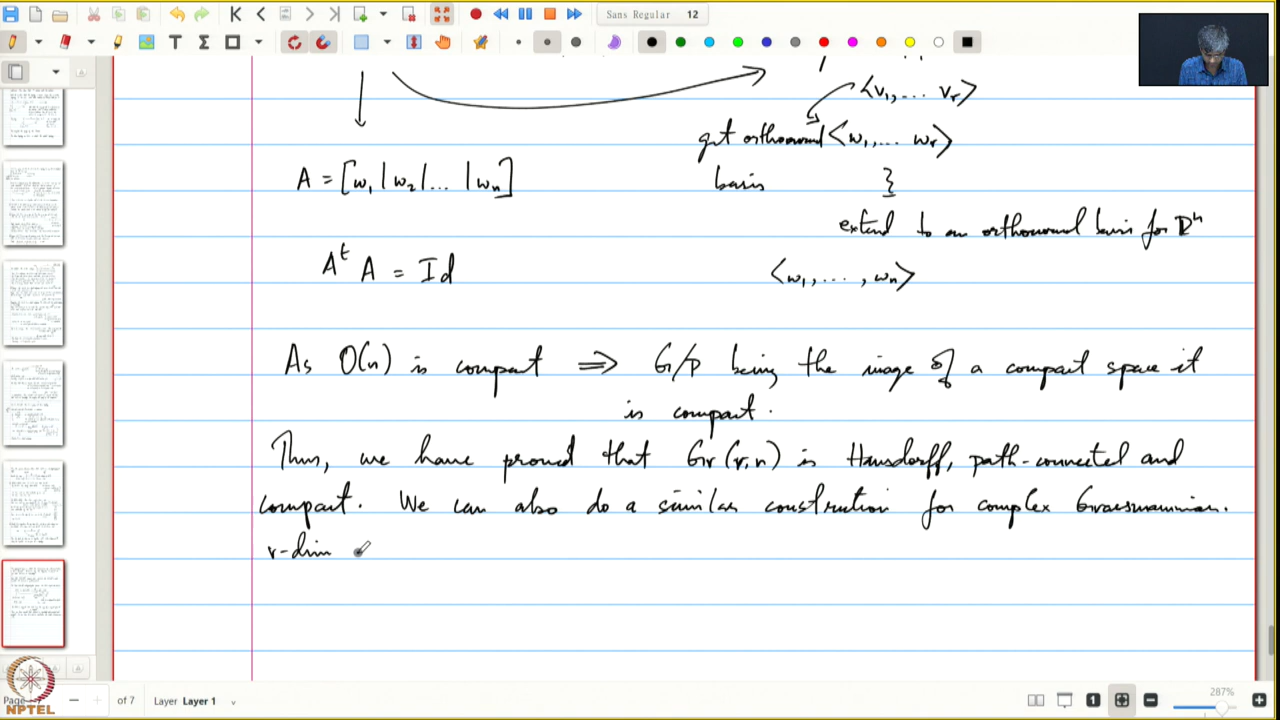 Sans Regular 12
⟨v₁, ... vᵣ⟩
get orthonormal ⟨w₁, ... wᵣ⟩
basis
A = [w₁ | w₂ | ... | wₙ]
extend to an orthonormal basis for ℝⁿ
Aᵗ A = Id
⟨w₁, ..., wₙ⟩
As O(n) is compact ⟹ G/P being the image of a compact space it
is compact.
Thus, we have proved that Gr(r,n) is Hausdorff, path-connected and
compact. We can also do a similar construction for complex Grassmannian.
r-dim
Page 7 of 7 Layer Layer 1 287%
NPTEL